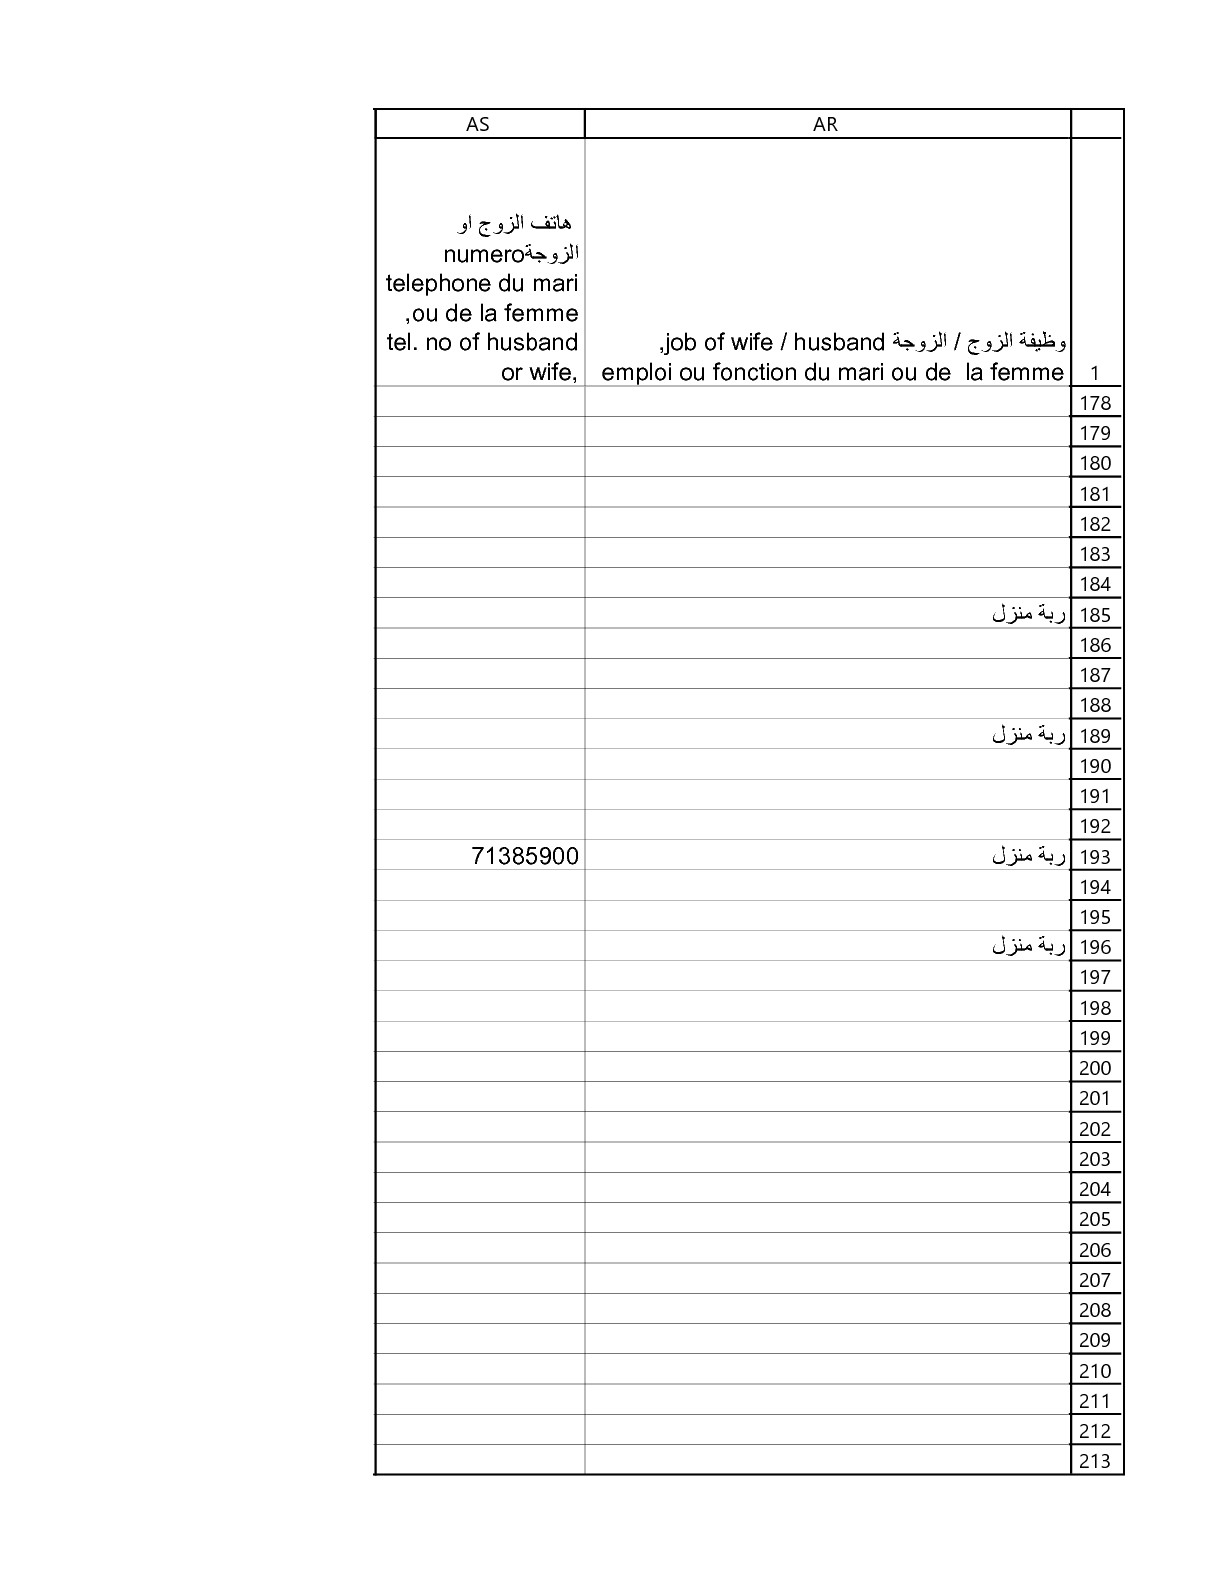 AR AS
وظيفة الزوج / الزوجة job of wife / husband,
emploi ou fonction du mari ou de  la femme
هاتف الزوج او
الزوجةnumero
telephone du mari
ou de la femme,
tel. no of husband
or wife,
1
178
179
180
181
182
183
184
185 ربة منزل
186
187
188
189 ربة منزل
190
191
192
193 ربة منزل 71385900
194
195
196 ربة منزل
197
198
199
200
201
202
203
204
205
206
207
208
209
210
211
212
213